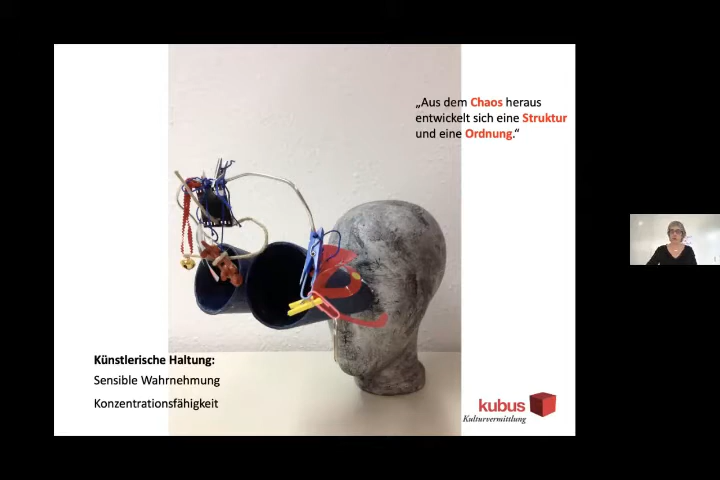 „Aus dem Chaos heraus
entwickelt sich eine Struktur
und eine Ordnung.“
Künstlerische Haltung:
Sensible Wahrnehmung
Konzentrationsfähigkeit
kubus
Kulturvermittlung